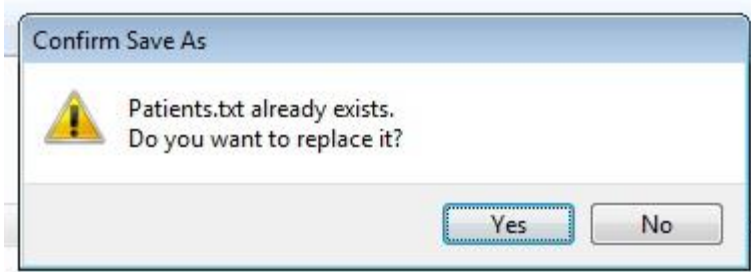 Confirm Save As
Patients.txt already exists.
Do you want to replace it?
Yes
No